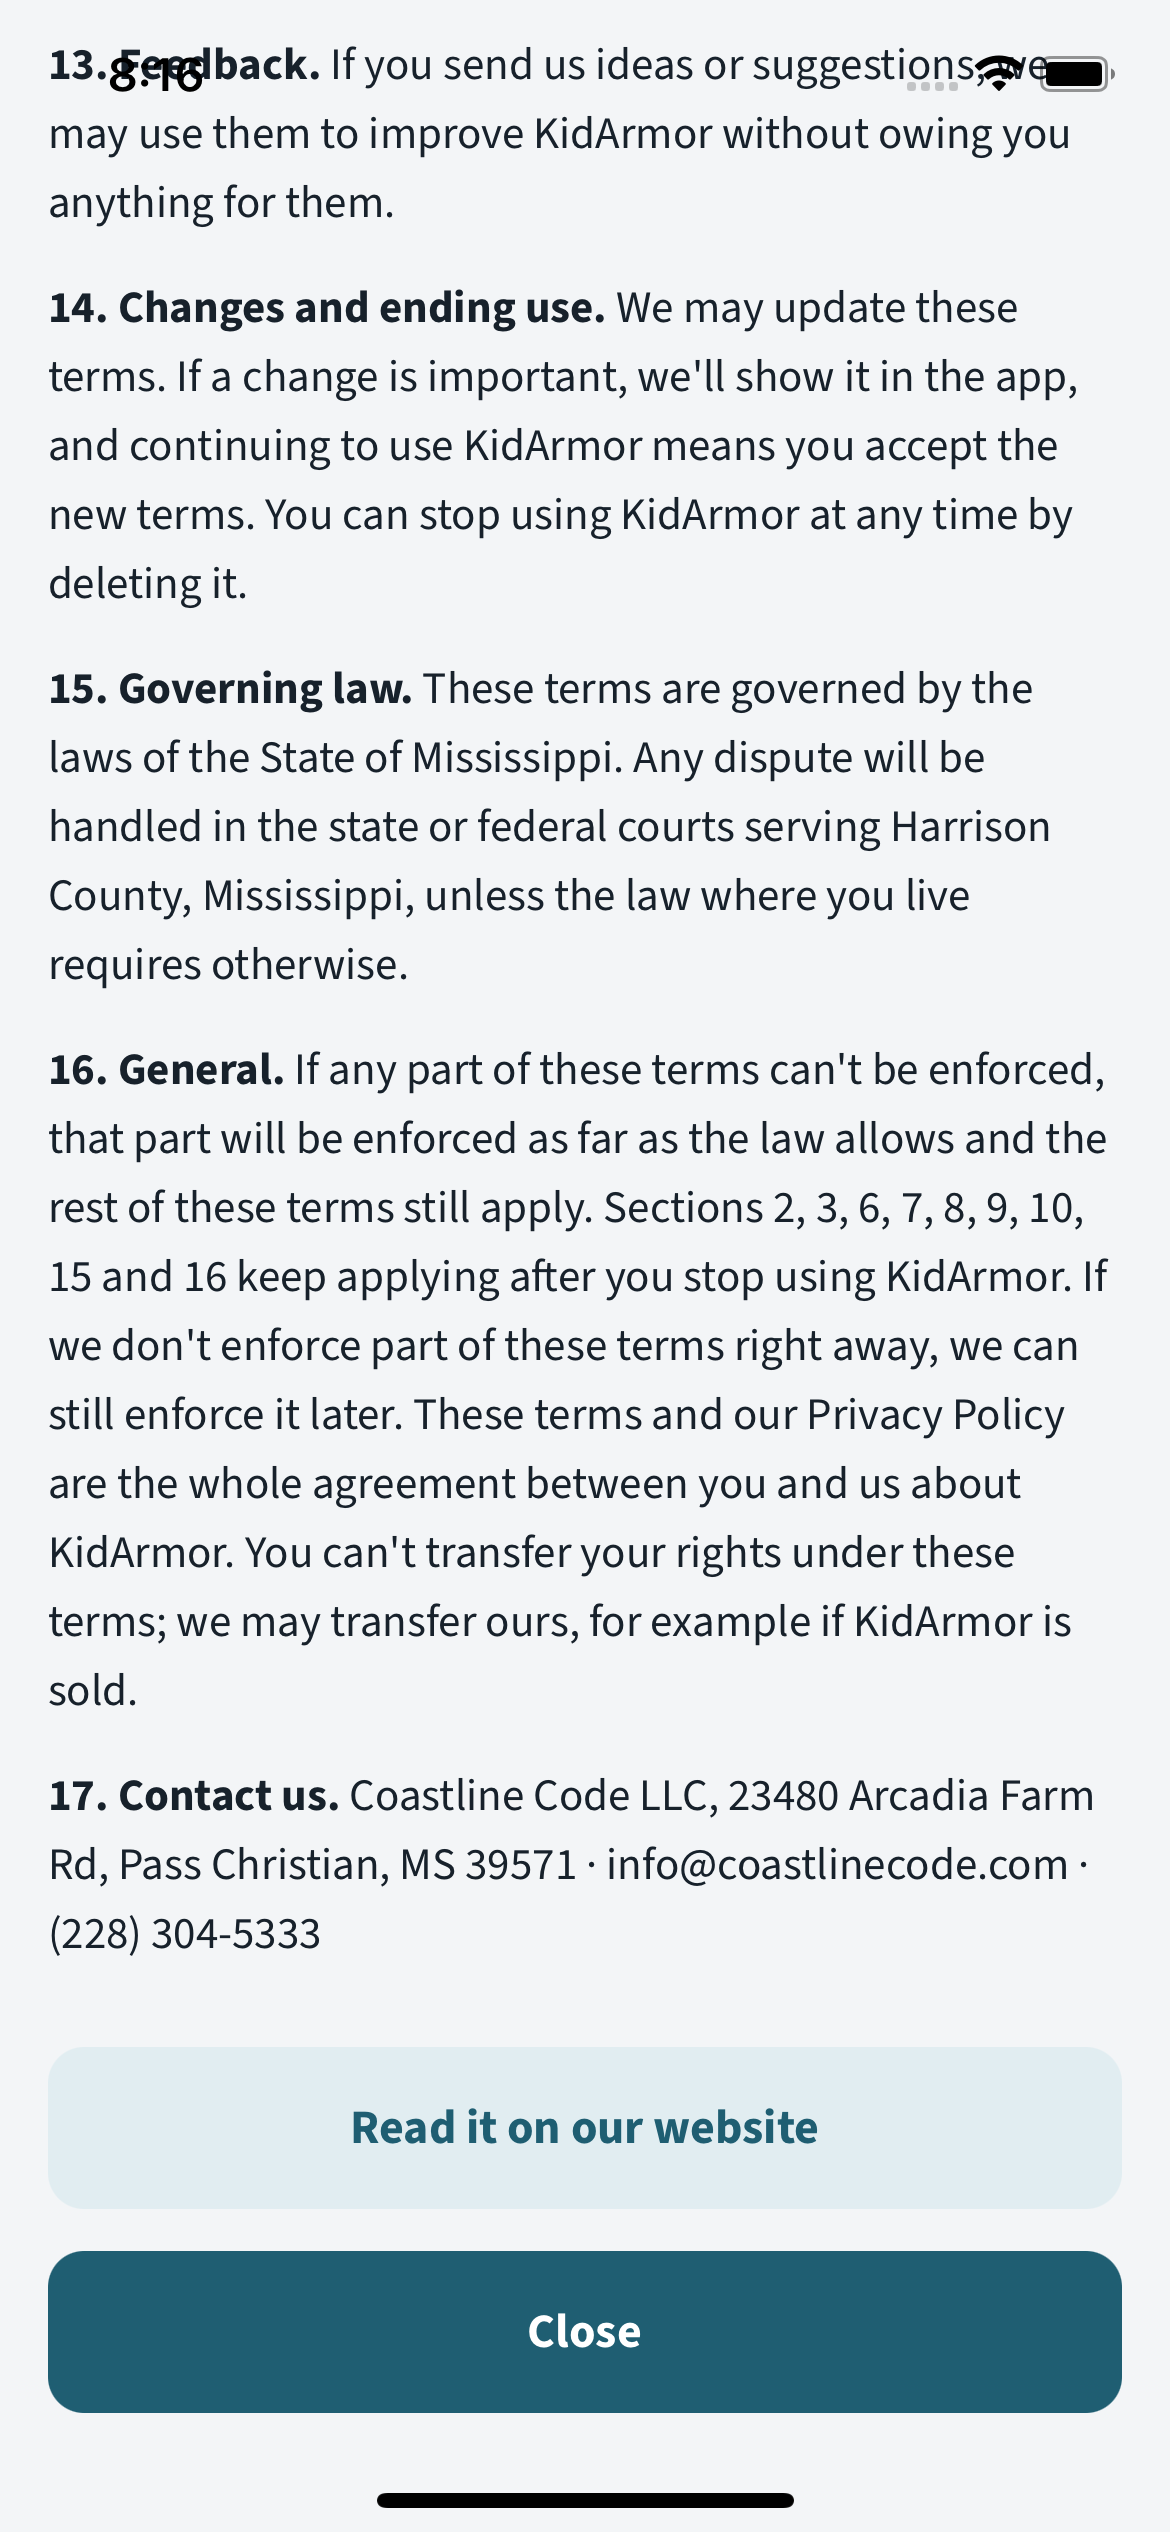 8:16
13. Feedback. If you send us ideas or suggestions, we
may use them to improve KidArmor without owing you
anything for them.
14. Changes and ending use. We may update these
terms. If a change is important, we'll show it in the app,
and continuing to use KidArmor means you accept the
new terms. You can stop using KidArmor at any time by
deleting it.
15. Governing law. These terms are governed by the
laws of the State of Mississippi. Any dispute will be
handled in the state or federal courts serving Harrison
County, Mississippi, unless the law where you live
requires otherwise.
16. General. If any part of these terms can't be enforced,
that part will be enforced as far as the law allows and the
rest of these terms still apply. Sections 2, 3, 6, 7, 8, 9, 10,
15 and 16 keep applying after you stop using KidArmor. If
we don't enforce part of these terms right away, we can
still enforce it later. These terms and our Privacy Policy
are the whole agreement between you and us about
KidArmor. You can't transfer your rights under these
terms; we may transfer ours, for example if KidArmor is
sold.
17. Contact us. Coastline Code LLC, 23480 Arcadia Farm
Rd, Pass Christian, MS 39571 · info@coastlinecode.com ·
(228) 304-5333
Read it on our website
Close